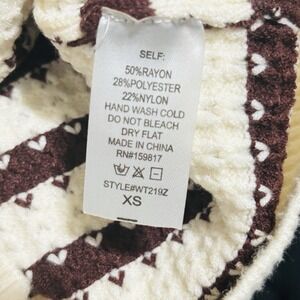 SELF:
50%RAYON
28%POLYESTER
22%NYLON
HAND WASH COLD
DO NOT BLEACH
DRY FLAT
MADE IN CHINA
RN#159817
STYLE#WT219Z
XS